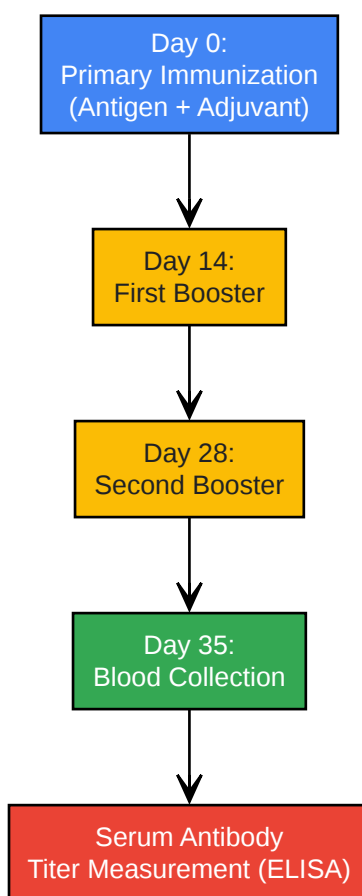 Day 0:
Primary Immunization
(Antigen + Adjuvant)
Day 14:
First Booster
Day 28:
Second Booster
Day 35:
Blood Collection
Serum Antibody
Titer Measurement (ELISA)